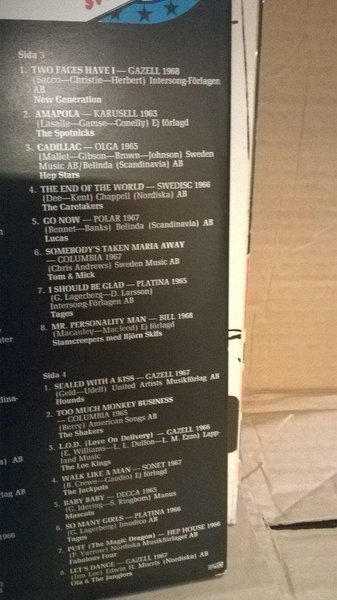 SV
Sida 3
1. TWO FACES HAVE I — GAZELL 1968
(Sacco—Christie—Herbert) Intersong-Förlagen
AB
New Generation
2. AMAPOLA — KARUSELL 1963
(Lasalle—Gamse—Conelly) Ej förlagd
The Spotnicks
3. CADILLAC — OLGA 1965
(Mallet—Gibson—Brown—Johnson) Sweden
Music AB/Belinda (Scandinavia) AB
Hep Stars
4. THE END OF THE WORLD — SWEDISC 1966
(Dee—Kent) Chappell (Nordiska) AB
The Caretakers
5. GO NOW — POLAR 1967
(Bennet—Banks) Belinda (Scandinavia) AB
Lucas
6. SOMEBODY'S TAKEN MARIA AWAY
— COLUMBIA 1967
(Chris Andrews) Sweden Music AB
Tom & Mick
7. I SHOULD BE GLAD — PLATINA 1965
(G. Lagerberg—D. Larsson)
Intersong-Förlagen AB
Tages
8. MR. PERSONALITY MAN — BILL 1968
(Macaulay—Macleod) Ej förlagd
Slamcreepers med Björn Skifs
Sida 4
1. SEALED WITH A KISS — GAZELL 1967
(Geld—Udell) United Artists Musikförlag AB
Hounds
2. TOO MUCH MONKEY BUSINESS
— COLUMBIA 1965
(Berry) American Songs AB
The Shakers
3. L.O.D. (Love On Delivery) — GAZELL 1966
(E. Williams—L. L. Dulfon—L. M. Ezzo) Lapp-
land Music
The Lee Kings
4. WALK LIKE A MAN — SONET 1967
(B. Crewe—Gaudio) Ej förlagd
The Jackpots
5. BABY BABY — DECCA 1965
(G. Idering—S. Ringbom) Manus
Mascots
6. SO MANY GIRLS — PLATINA 1966
(G. Lagerberg) Imudico AB
Tages
7. PUFF (The Magic Dragon) — HEP HOUSE 1966
(P. Yarrow) Nordiska Musikförlaget AB
Fabulous Four
8. LET'S DANCE — GAZELL 1967
(Jim Lee) Edwin H. Morris (Nordiska) AB
Ola & The Janglers